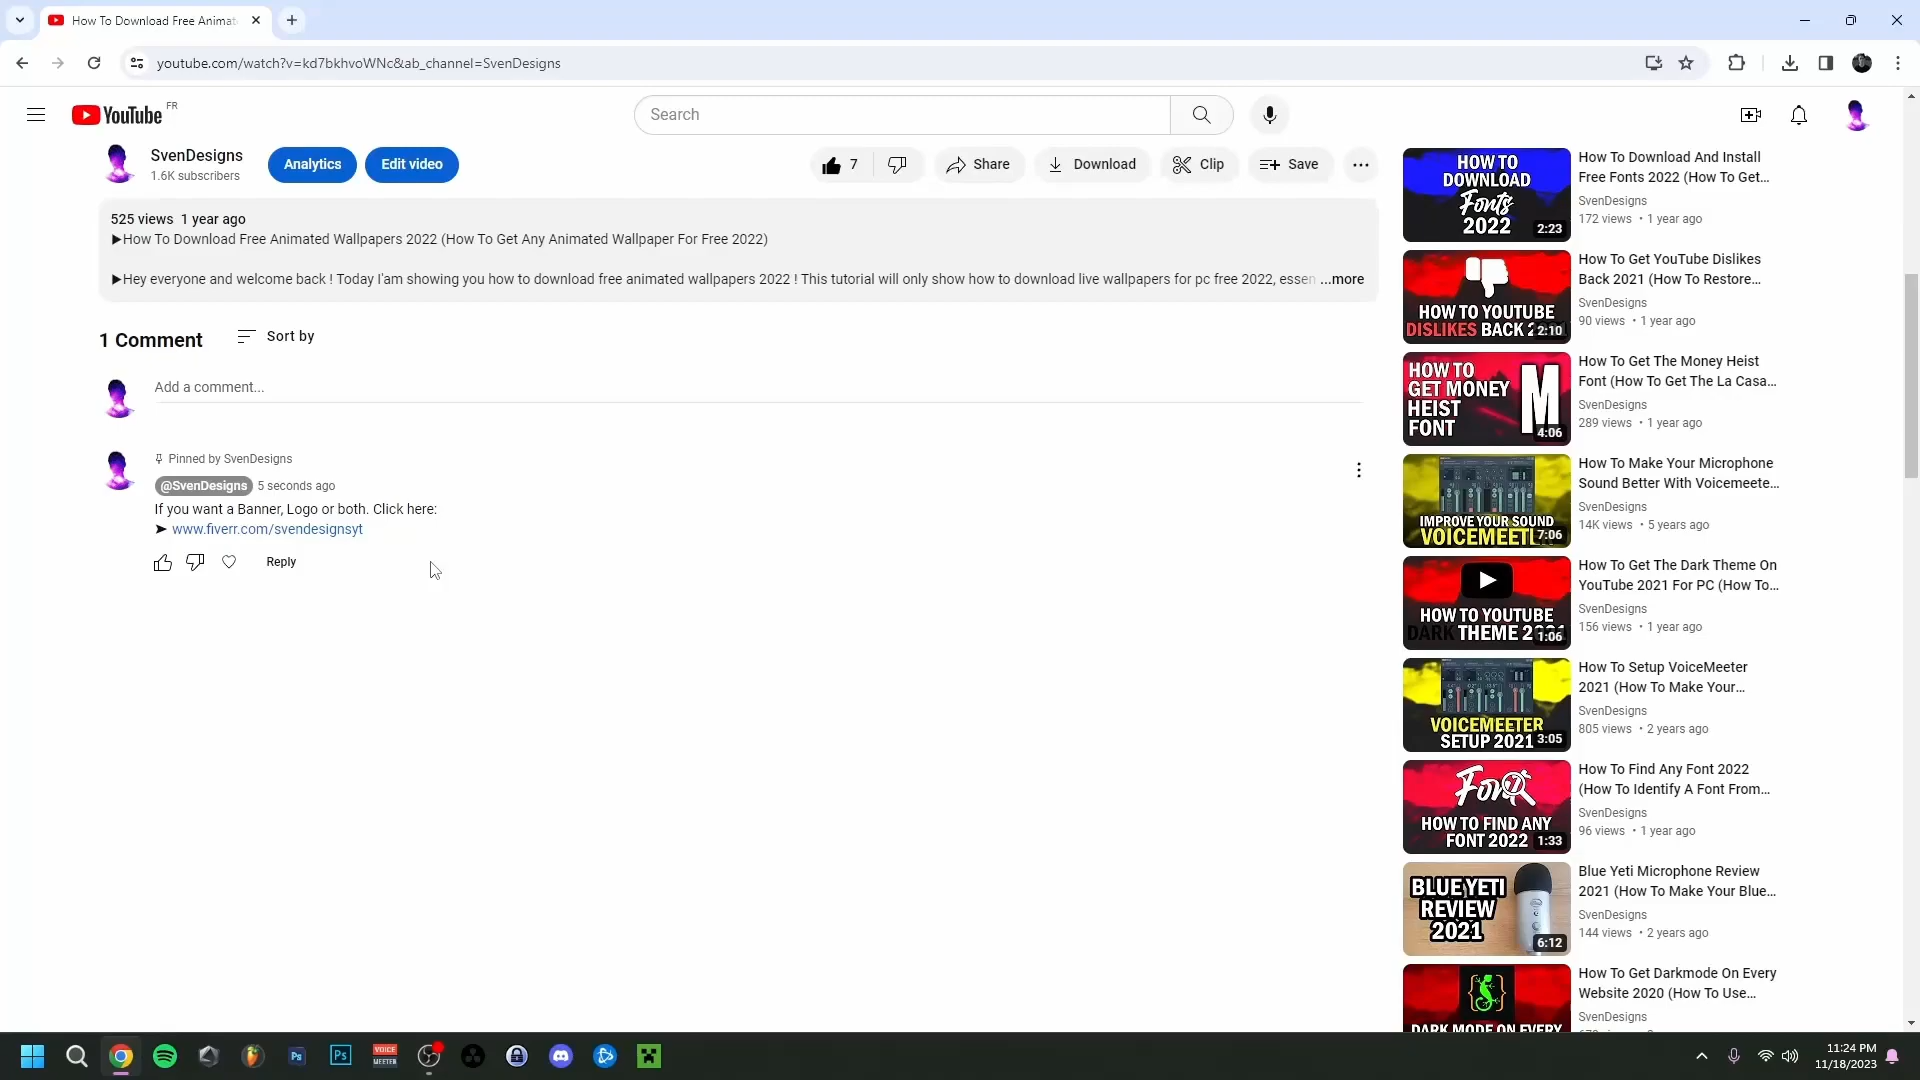 How To Download Free Animat
youtube.com/watch?v=kd7bkhvoWNc&ab_channel=SvenDesigns
YouTube FR
Search
SvenDesigns
1.6K subscribers
Analytics
Edit video
7
Share
Download
Clip
Save
525 views 1 year ago
▶How To Download Free Animated Wallpapers 2022 (How To Get Any Animated Wallpaper For Free 2022)
▶Hey everyone and welcome back ! Today I'am showing you how to download free animated wallpapers 2022 ! This tutorial will only show how to download live wallpapers for pc free 2022, essen ...more
1 Comment
Sort by
Add a comment...
Pinned by SvenDesigns
@SvenDesigns 5 seconds ago
If you want a Banner, Logo or both. Click here:
➤ www.fiverr.com/svendesignsyt
Reply
HOW TO
DOWNLOAD
Fonts
2022
2:23
How To Download And Install
Free Fonts 2022 (How To Get...
SvenDesigns
172 views • 1 year ago
HOW TO YOUTUBE
DISLIKES BACK 2
2:10
How To Get YouTube Dislikes
Back 2021 (How To Restore...
SvenDesigns
90 views • 1 year ago
HOW TO
GET MONEY
HEIST
FONT
M
4:06
How To Get The Money Heist
Font (How To Get The La Casa...
SvenDesigns
289 views • 1 year ago
IMPROVE YOUR SOUND
VOICEMEETE
7:06
How To Make Your Microphone
Sound Better With Voicemeete...
SvenDesigns
14K views • 5 years ago
HOW TO YOUTUBE
DARK THEME 2021
1:06
How To Get The Dark Theme On
YouTube 2021 For PC (How To...
SvenDesigns
156 views • 1 year ago
VOICEMEETER
SETUP 2021
3:05
How To Setup VoiceMeeter
2021 (How To Make Your...
SvenDesigns
805 views • 2 years ago
Font
HOW TO FIND ANY
FONT 2022
1:33
How To Find Any Font 2022
(How To Identify A Font From...
SvenDesigns
96 views • 1 year ago
BLUE YETI
REVIEW
2021
6:12
Blue Yeti Microphone Review
2021 (How To Make Your Blue...
SvenDesigns
144 views • 2 years ago
DARK MODE ON EVERY
How To Get Darkmode On Every
Website 2020 (How To Use...
SvenDesigns
Ps
Ps
VOICE
MEETER
11:24 PM
11/18/2023